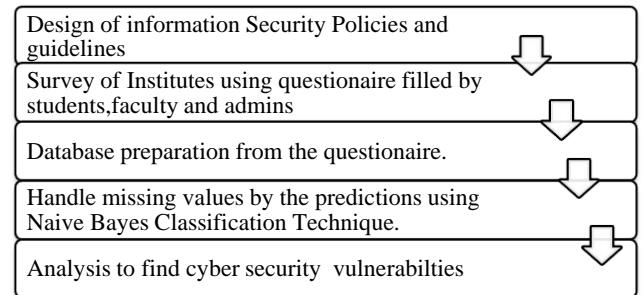 Design of information Security Policies and
guidelines
Survey of Institutes using questionaire filled by
students,faculty and admins
Database preparation from the questionaire.
Handle missing values by the predictions using
Naive Bayes Classification Technique.
Analysis to find cyber security  vulnerabilties